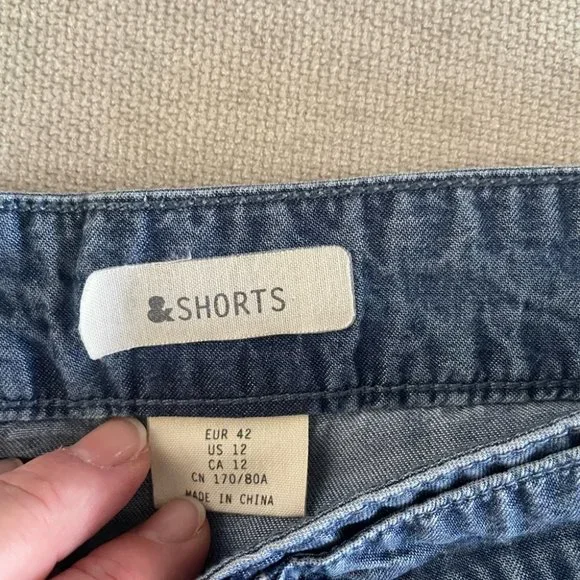 &SHORTS
EUR 42
US 12
CA 12
CN 170/80A
MADE IN CHINA